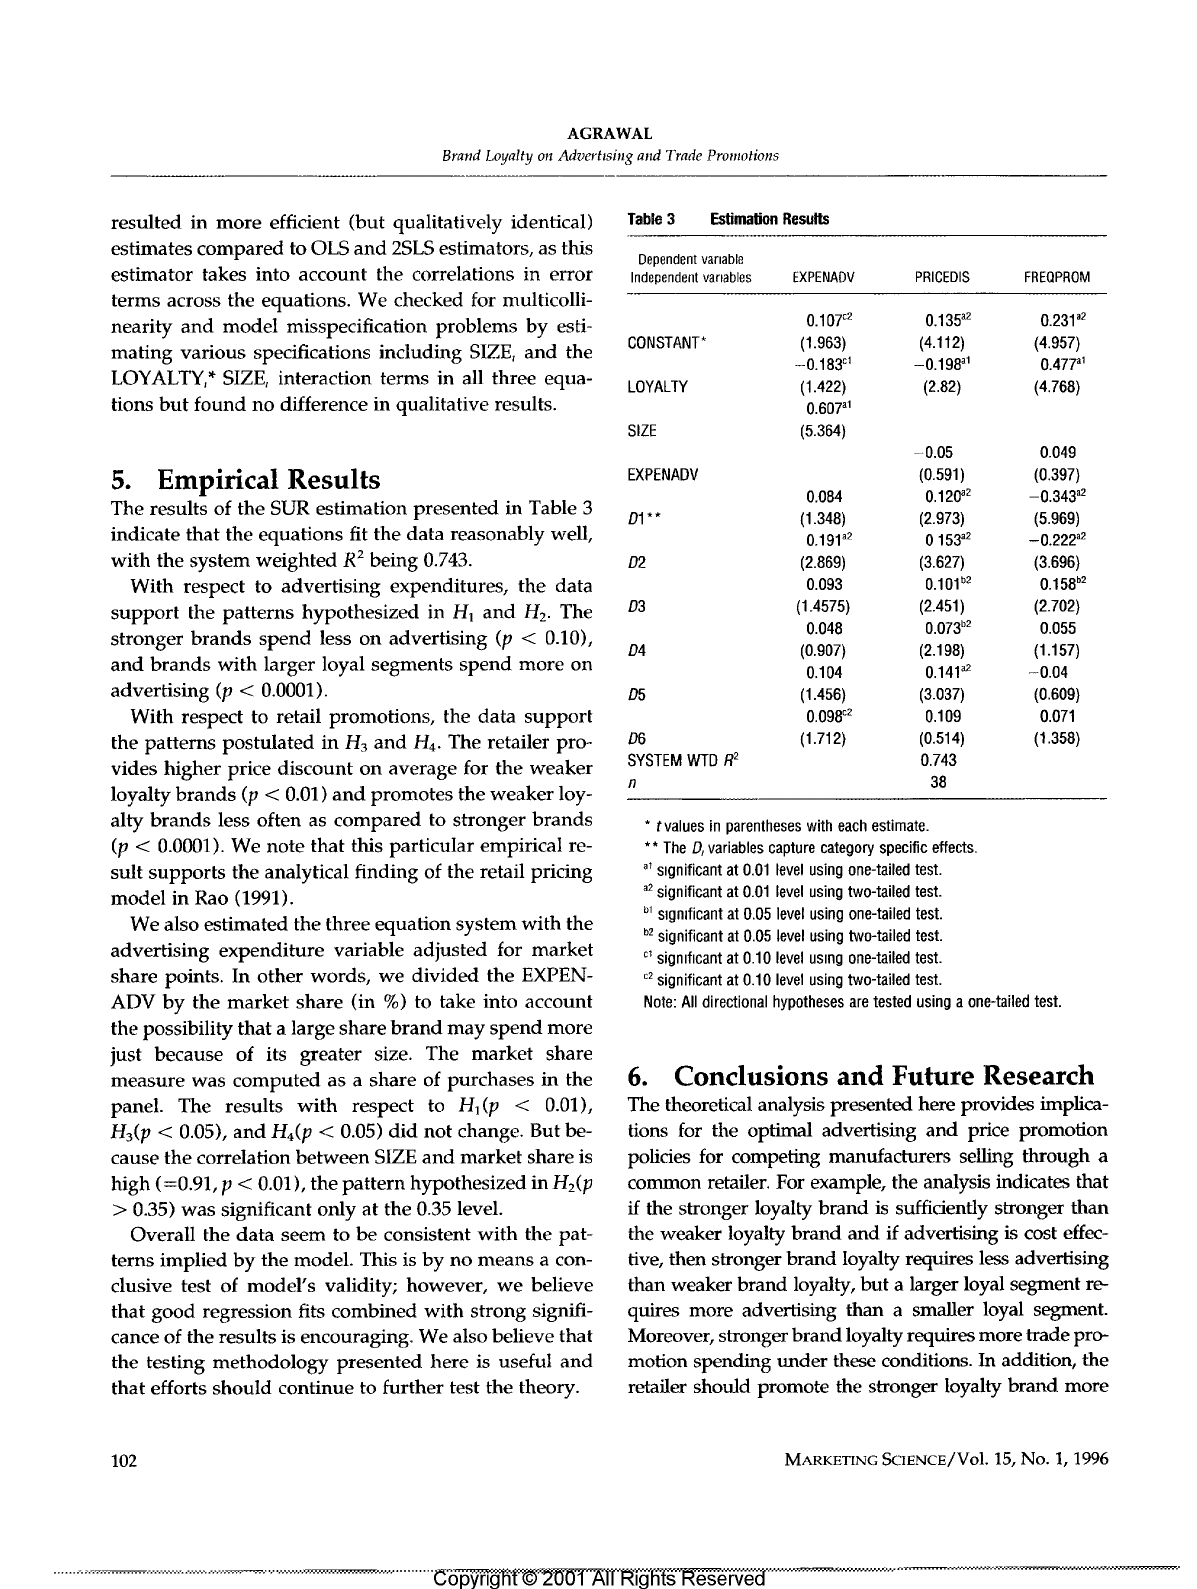 AGRAWAL
Brand Loyalty on Advertising and Trade Promotions
resulted in more efficient (but qualitatively identical)
estimates compared to OLS and 2SLS estimators, as this
estimator takes into account the correlations in error
terms across the equations. We checked for multicolli-
nearity and model misspecification problems by esti-
mating various specifications including SIZEᵢ and the
LOYALTYᵢ* SIZEᵢ interaction terms in all three equa-
tions but found no difference in qualitative results.
5. Empirical Results
The results of the SUR estimation presented in Table 3
indicate that the equations fit the data reasonably well,
with the system weighted R² being 0.743.
With respect to advertising expenditures, the data
support the patterns hypothesized in H₁ and H₂. The
stronger brands spend less on advertising (p < 0.10),
and brands with larger loyal segments spend more on
advertising (p < 0.0001).
With respect to retail promotions, the data support
the patterns postulated in H₃ and H₄. The retailer pro-
vides higher price discount on average for the weaker
loyalty brands (p < 0.01) and promotes the weaker loy-
alty brands less often as compared to stronger brands
(p < 0.0001). We note that this particular empirical re-
sult supports the analytical finding of the retail pricing
model in Rao (1991).
We also estimated the three equation system with the
advertising expenditure variable adjusted for market
share points. In other words, we divided the EXPEN-
ADV by the market share (in %) to take into account
the possibility that a large share brand may spend more
just because of its greater size. The market share
measure was computed as a share of purchases in the
panel. The results with respect to H₁(p < 0.01),
H₃(p < 0.05), and H₄(p < 0.05) did not change. But be-
cause the correlation between SIZE and market share is
high (=0.91, p < 0.01), the pattern hypothesized in H₂(p
> 0.35) was significant only at the 0.35 level.
Overall the data seem to be consistent with the pat-
terns implied by the model. This is by no means a con-
clusive test of model's validity; however, we believe
that good regression fits combined with strong signifi-
cance of the results is encouraging. We also believe that
the testing methodology presented here is useful and
that efforts should continue to further test the theory.
Table 3 Estimation Results
Dependent variable
Independent variables EXPENADV PRICEDIS FREQPROM
0.107ᶜ² 0.135ᵃ² 0.231ᵃ²
CONSTANT* (1.963) (4.112) (4.957)
−0.183ᶜ¹ −0.198ᵃ¹ 0.477ᵃ¹
LOYALTY (1.422) (2.82) (4.768)
0.607ᵃ¹
SIZE (5.364)
−0.05 0.049
EXPENADV (0.591) (0.397)
0.084 0.120ᵃ² −0.343ᵃ²
D1** (1.348) (2.973) (5.969)
0.191ᵃ² 0 153ᵃ² −0.222ᵃ²
D2 (2.869) (3.627) (3.696)
0.093 0.101ᵇ² 0.158ᵇ²
D3 (1.4575) (2.451) (2.702)
0.048 0.073ᵇ² 0.055
D4 (0.907) (2.198) (1.157)
0.104 0.141ᵃ² −0.04
D5 (1.456) (3.037) (0.609)
0.098ᶜ² 0.109 0.071
D6 (1.712) (0.514) (1.358)
SYSTEM WTD R² 0.743
n 38
* t values in parentheses with each estimate.
** The Dᵢ variables capture category specific effects.
ᵃ¹ significant at 0.01 level using one-tailed test.
ᵃ² significant at 0.01 level using two-tailed test.
ᵇ¹ significant at 0.05 level using one-tailed test.
ᵇ² significant at 0.05 level using two-tailed test.
ᶜ¹ significant at 0.10 level using one-tailed test.
ᶜ² significant at 0.10 level using two-tailed test.
Note: All directional hypotheses are tested using a one-tailed test.
6. Conclusions and Future Research
The theoretical analysis presented here provides implica-
tions for the optimal advertising and price promotion
policies for competing manufacturers selling through a
common retailer. For example, the analysis indicates that
if the stronger loyalty brand is sufficiently stronger than
the weaker loyalty brand and if advertising is cost effec-
tive, then stronger brand loyalty requires less advertising
than weaker brand loyalty, but a larger loyal segment re-
quires more advertising than a smaller loyal segment.
Moreover, stronger brand loyalty requires more trade pro-
motion spending under these conditions. In addition, the
retailer should promote the stronger loyalty brand more
102
MARKETING SCIENCE/Vol. 15, No. 1, 1996
Copyright © 2001 All Rights Reserved